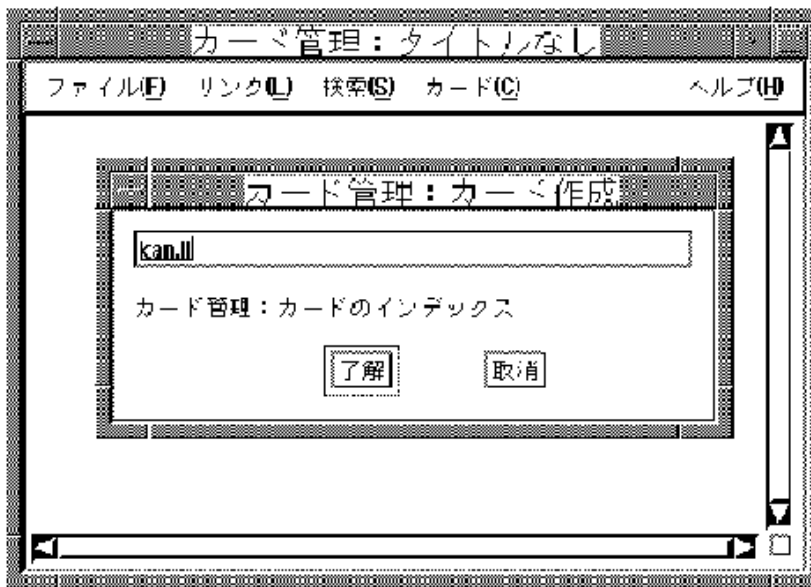 カード管理：タイトルなし
ファイル(F) リンク(L) 検索(S) カード(C) ヘルプ(H)
カード管理：カード作成
kanJI
カード管理：カードのインデックス
了解 取消